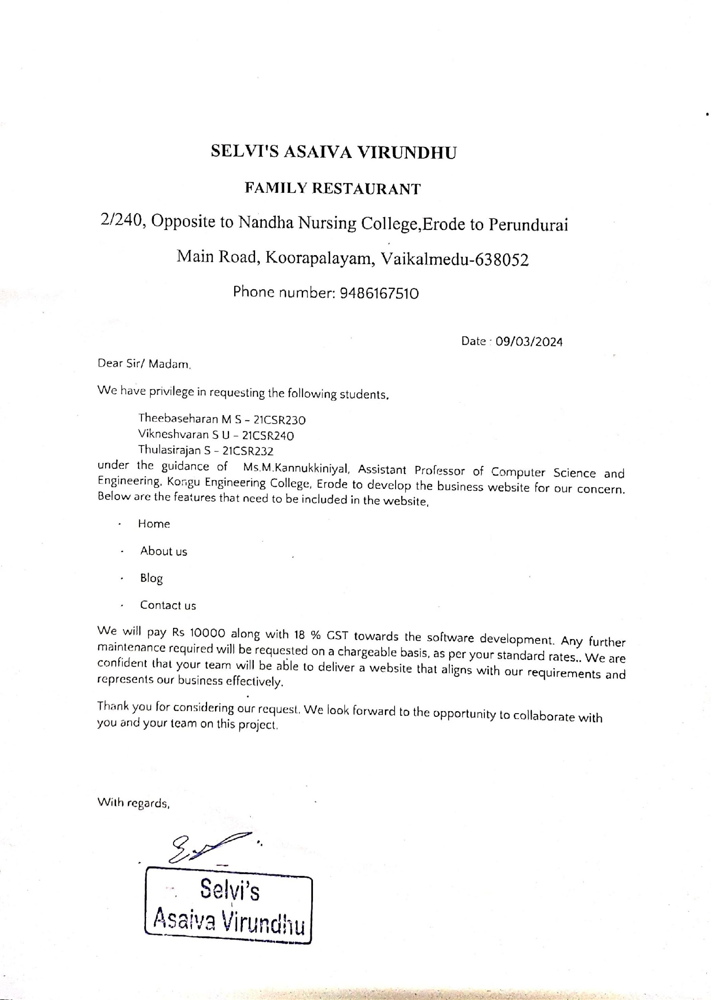 SELVI'S ASAIVA VIRUNDHU
FAMILY RESTAURANT
2/240, Opposite to Nandha Nursing College,Erode to Perundurai
Main Road, Koorapalayam, Vaikalmedu-638052
Phone number: 9486167510
Date : 09/03/2024
Dear Sir/ Madam,
We have privilege in requesting the following students,
Theebaseharan M S – 21CSR230
Vikneshvaran S U – 21CSR240
Thulasirajan S – 21CSR232
under the guidance of Ms.M.Kannukkiniyal, Assistant Professor of Computer Science and
Engineering, Kongu Engineering College, Erode to develop the business website for our concern.
Below are the features that need to be included in the website,
· Home
· About us
· Blog
· Contact us
We will pay Rs 10000 along with 18 % GST towards the software development. Any further
maintenance required will be requested on a chargeable basis, as per your standard rates.. We are
confident that your team will be able to deliver a website that aligns with our requirements and
represents our business effectively.
Thank you for considering our request. We look forward to the opportunity to collaborate with
you and your team on this project.
With regards,
Selvi's
Asaiva Virundhu